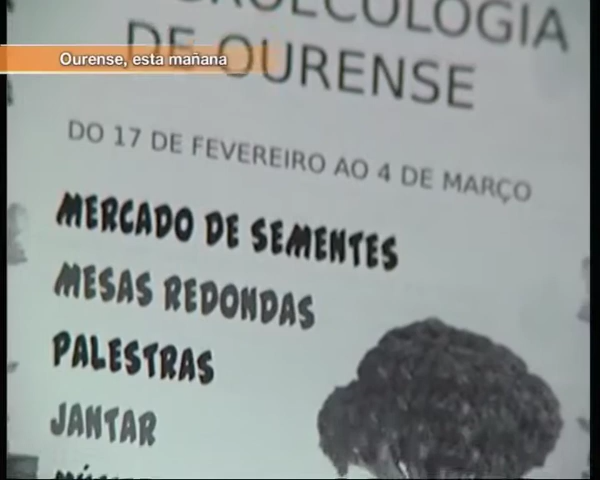 DE OURENSE
Ourense, esta mañana
DO 17 DE FEVEREIRO AO 4 DE MARÇO
MERCADO DE SEMENTES
MESAS REDONDAS
PALESTRAS
JANTAR